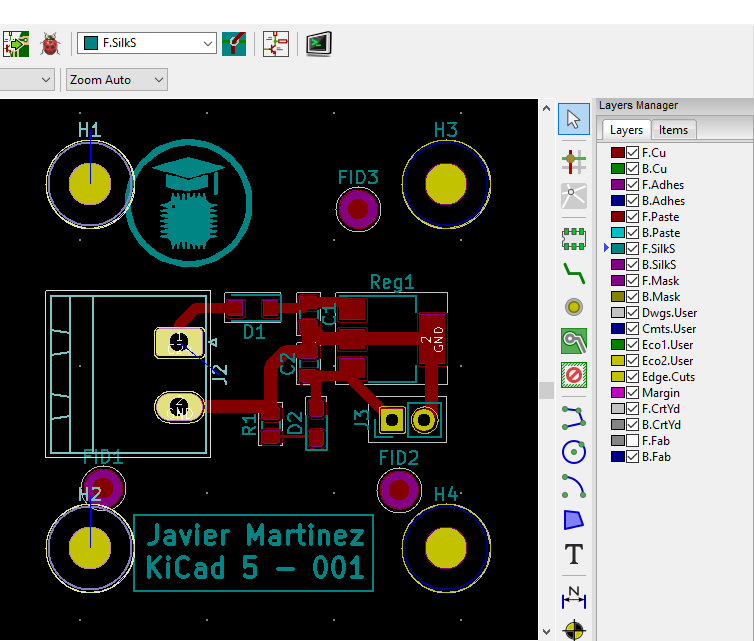 F.SilkS
Zoom Auto
Layers Manager
Layers Items
F.Cu
B.Cu
F.Adhes
B.Adhes
F.Paste
B.Paste
F.SilkS
B.SilkS
F.Mask
B.Mask
Dwgs.User
Cmts.User
Eco1.User
Eco2.User
Edge.Cuts
Margin
F.CrtYd
B.CrtYd
F.Fab
B.Fab
H1
H3
FID3
Reg1
D1
C1
2
GND
J2
C2
2
GND
R1
D2
J3
FID1
FID2
H2
H4
Javier Martinez
KiCad 5 - 001
T
N